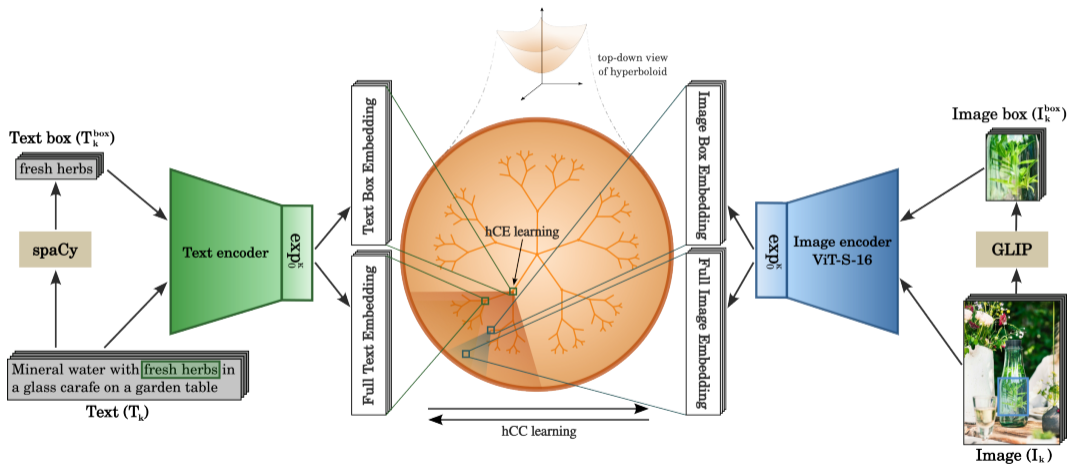 top-down view
of hyperboloid
Text box (T_k^box)
fresh herbs
spaCy
Text encoder
exp_0^κ
Text Box Embedding
Full Text Embedding
Mineral water with fresh herbs in
a glass carafe on a garden table
Text (T_k)
hCE learning
hCC learning
Image Box Embedding
Full Image Embedding
exp_0^κ
Image encoder
ViT-S-16
Image box (I_k^box)
GLIP
Image (I_k)